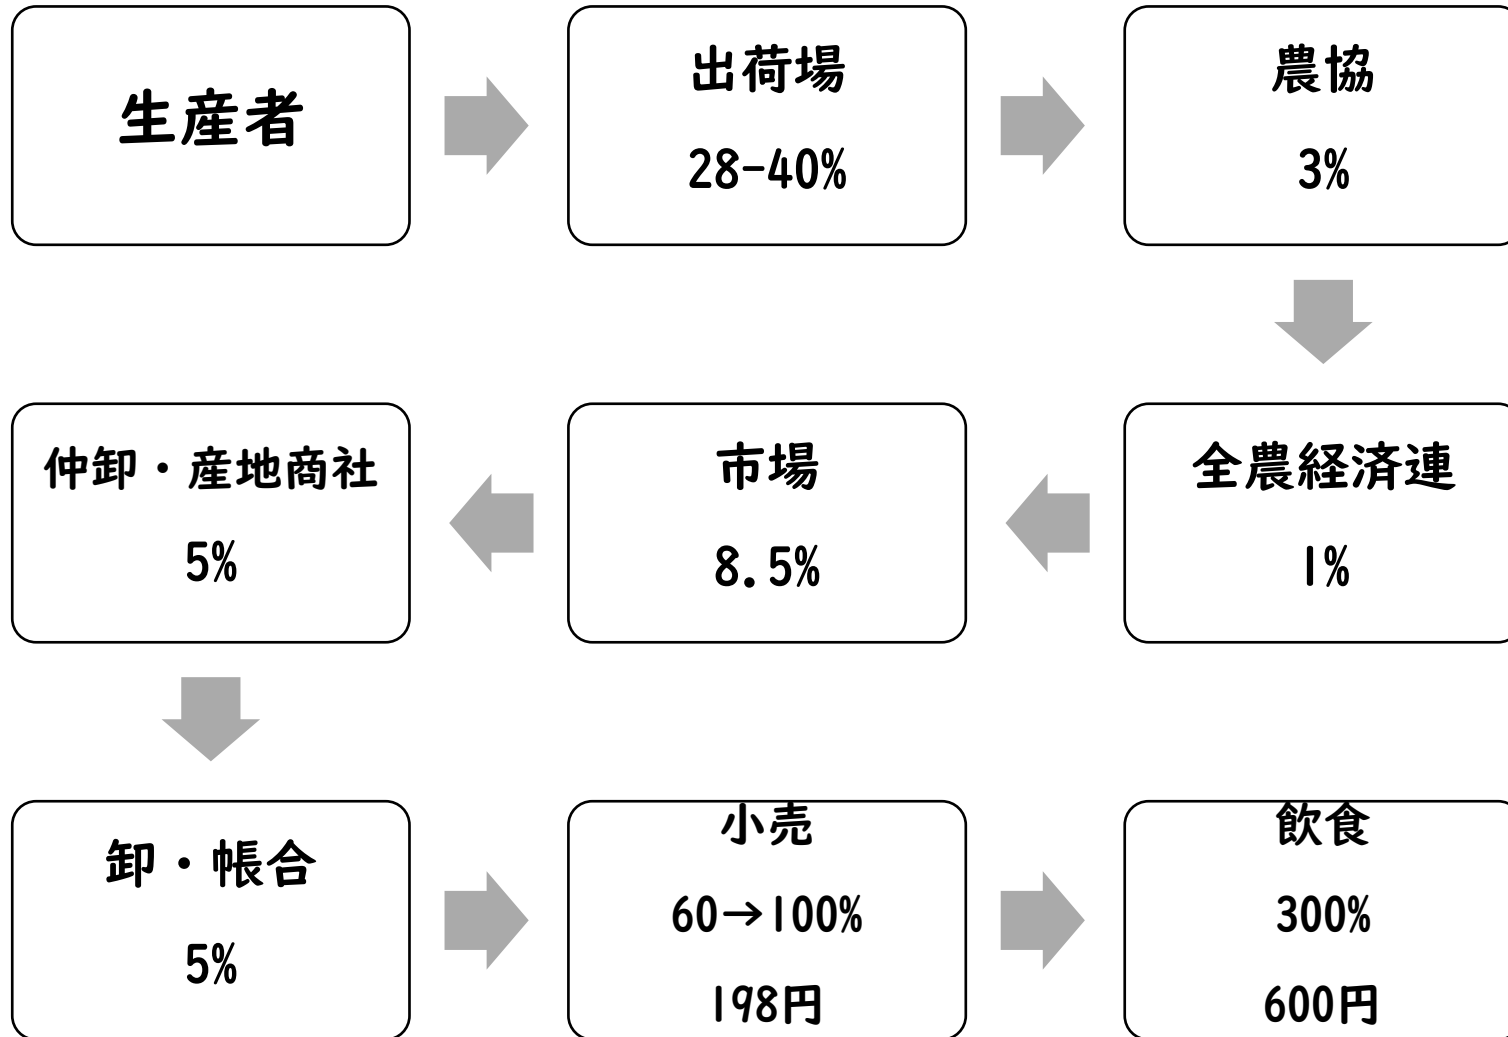 生産者
出荷場
28-40%
農協
3%
全農経済連
1%
市場
8.5%
仲卸・産地商社
5%
卸・帳合
5%
小売
60→100%
198円
飲食
300%
600円